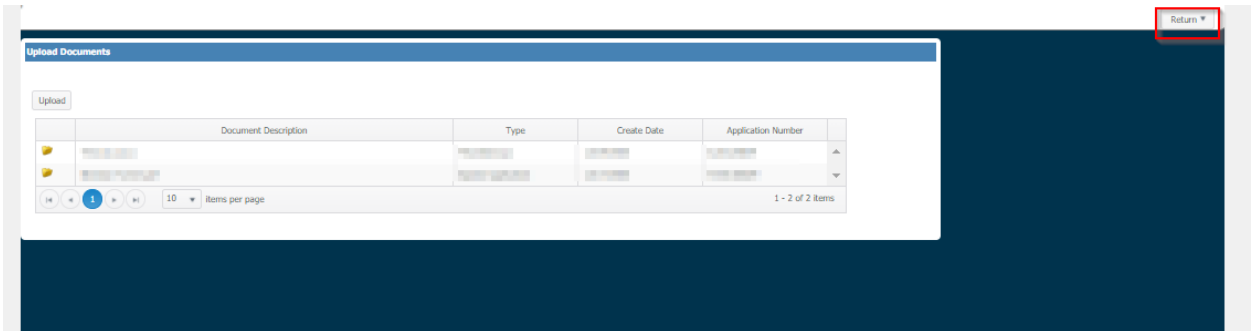 Return
Upload Documents
Upload
Document Description Type Create Date Application Number
1 10 items per page 1 - 2 of 2 items